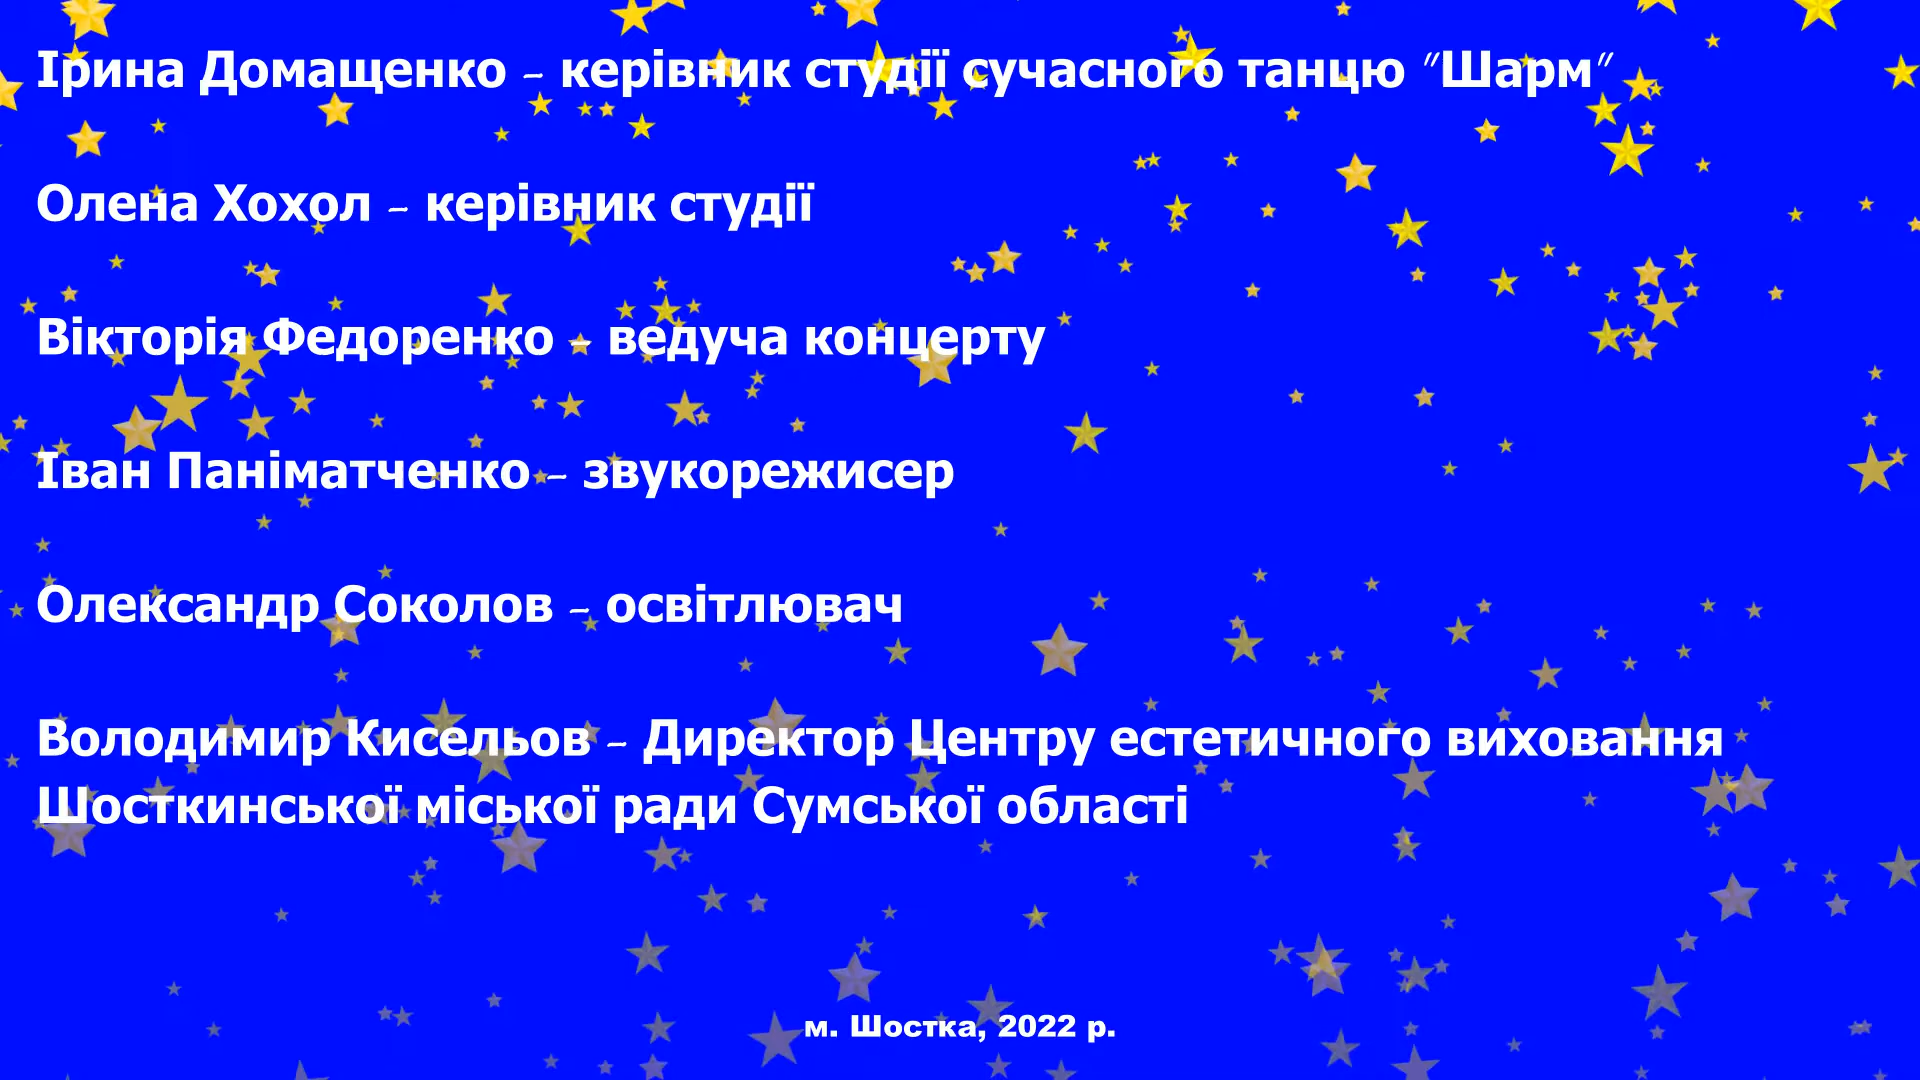 Ірина Домащенко – керівник студії сучасного танцю "Шарм"
Олена Хохол – керівник студії
Вікторія Федоренко – ведуча концерту
Іван Паніматченко – звукорежисер
Олександр Соколов – освітлювач
Володимир Кисельов – Директор Центру естетичного виховання
Шосткинської міської ради Сумської області
м. Шостка, 2022 р.